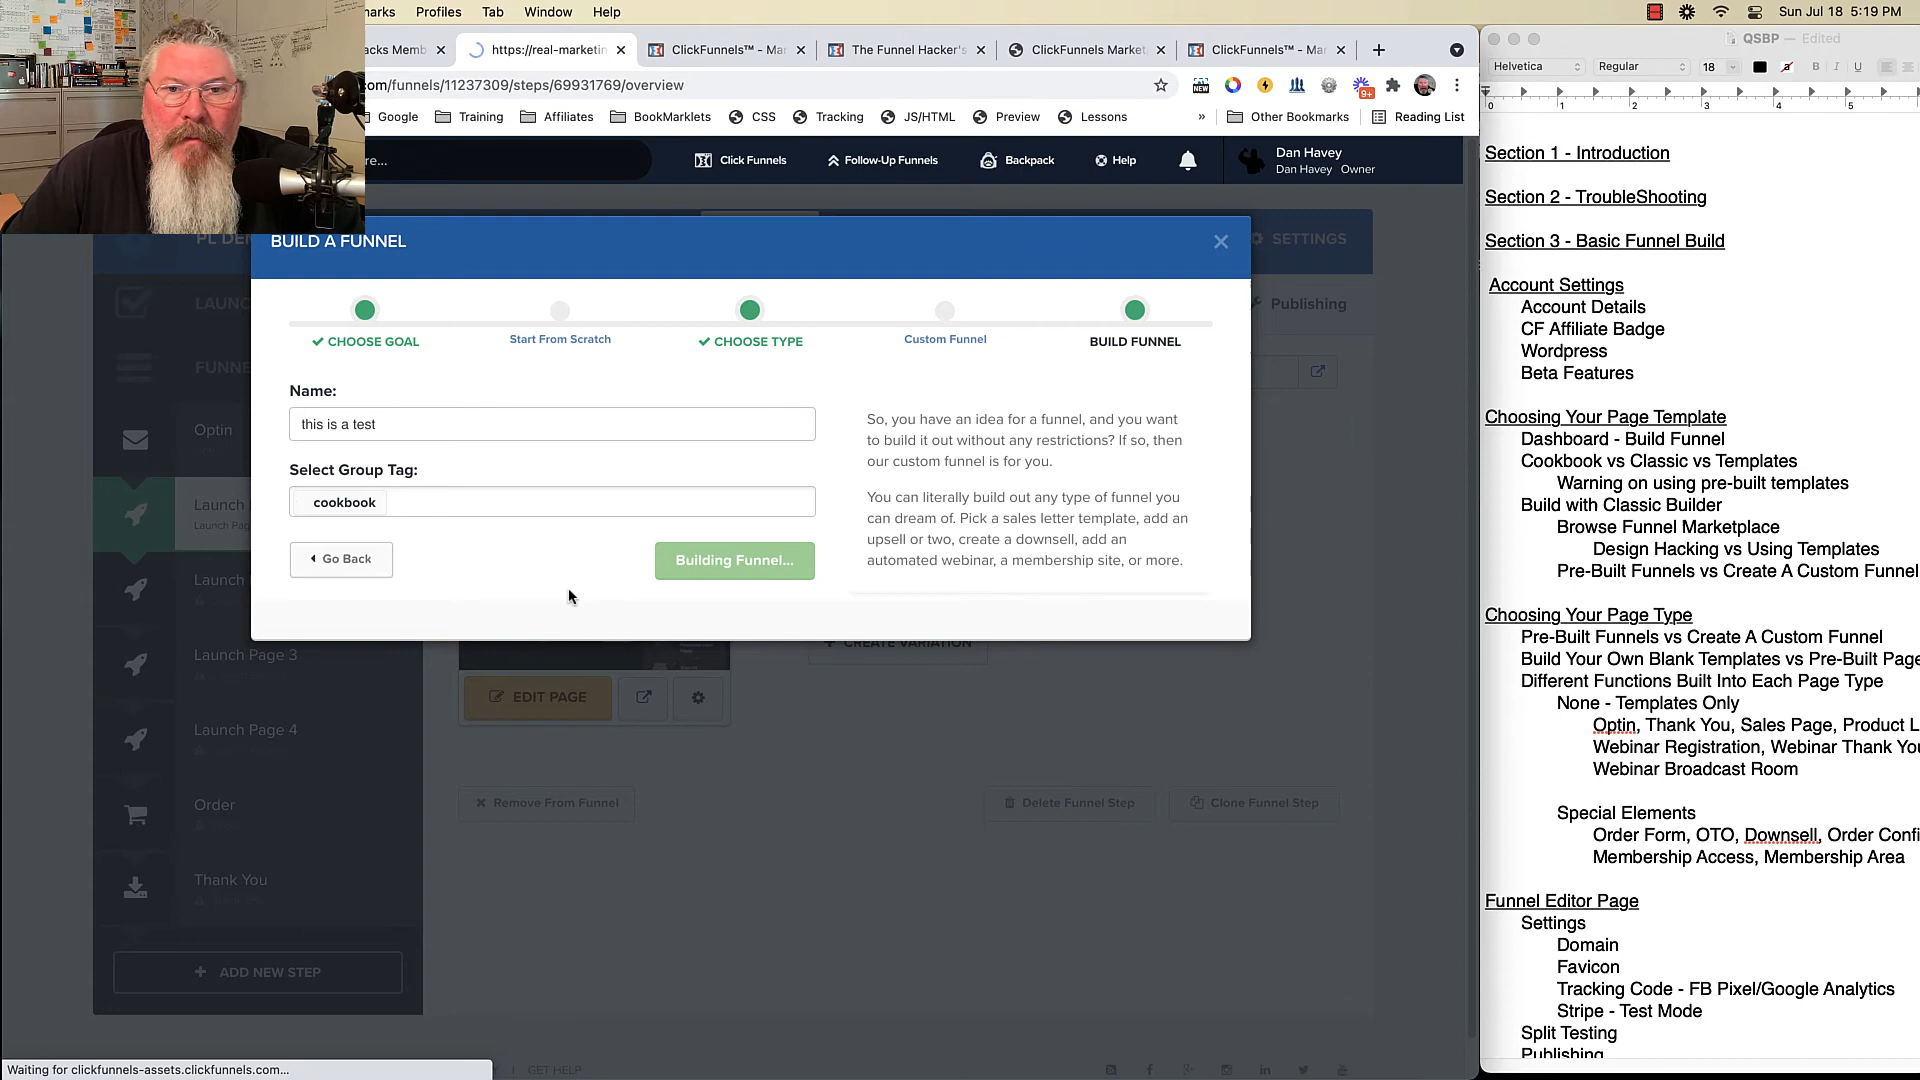 arks Profiles Tab Window Help
Sun Jul 18 5:19 PM
acks Memb
https://real-marketin
ClickFunnels™ - Ma
The Funnel Hacker's
ClickFunnels Market
ClickFunnels™ - Ma
om/funnels/11237309/steps/69931769/overview
NEW
9+
Google Training Affiliates BookMarklets CSS Tracking JS/HTML Preview Lessons » Other Bookmarks Reading List
re...
Click Funnels Follow-Up Funnels Backpack Help
Dan Havey
Dan Havey Owner
PL DE
SETTINGS
BUILD A FUNNEL
LAUNC
Publishing
CHOOSE GOAL
Start From Scratch
CHOOSE TYPE
Custom Funnel
BUILD FUNNEL
FUNNE
Name:
this is a test
Select Group Tag:
cookbook
Go Back
Building Funnel...
So, you have an idea for a funnel, and you want
to build it out without any restrictions? If so, then
our custom funnel is for you.
You can literally build out any type of funnel you
can dream of. Pick a sales letter template, add an
upsell or two, create a downsell, add an
automated webinar, a membership site, or more.
Optin
Launch
Launch Pag
Launch
Launch Page 3
Launch Page 4
Order
Thank You
+ ADD NEW STEP
+ CREATE VARIATION
EDIT PAGE
Remove From Funnel
Delete Funnel Step
Clone Funnel Step
GET HELP
Waiting for clickfunnels-assets.clickfunnels.com...
QSBP — Edited
Helvetica Regular 18 a B I U
0 1 2 3 4 5
Section 1 - Introduction
Section 2 - TroubleShooting
Section 3 - Basic Funnel Build
Account Settings
Account Details
CF Affiliate Badge
Wordpress
Beta Features
Choosing Your Page Template
Dashboard - Build Funnel
Cookbook vs Classic vs Templates
Warning on using pre-built templates
Build with Classic Builder
Browse Funnel Marketplace
Design Hacking vs Using Templates
Pre-Built Funnels vs Create A Custom Funnel
Choosing Your Page Type
Pre-Built Funnels vs Create A Custom Funnel
Build Your Own Blank Templates vs Pre-Built Page
Different Functions Built Into Each Page Type
None - Templates Only
Optin, Thank You, Sales Page, Product L
Webinar Registration, Webinar Thank You
Webinar Broadcast Room
Special Elements
Order Form, OTO, Downsell, Order Confi
Membership Access, Membership Area
Funnel Editor Page
Settings
Domain
Favicon
Tracking Code - FB Pixel/Google Analytics
Stripe - Test Mode
Split Testing
Publishing